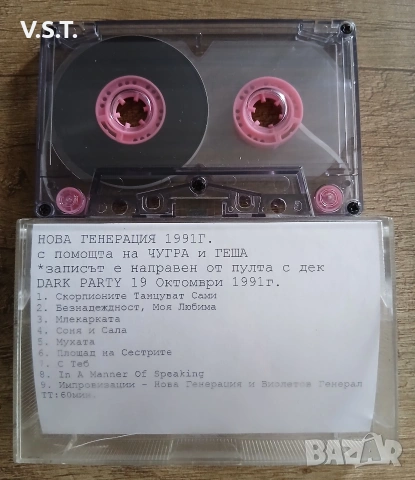 V.S.T.
НОВА ГЕНЕРАЦИЯ 1991Г.
с помощта на ЧУГРА и ГЕША
*записът е направен от пулта с дек
DARK PARTY 19 Октомври 1991г.
1. Скорпионите Танцуват Сами
2. Безнадеждност, Моя Любима
3. Млекарката
4. Соня и Сала
5. Мухата
6. Площад на Сестрите
7. С Теб
8. In A Manner Of Speaking
9. Импровизации - Нова Генерация и Виолетов Генерал
TT:60мин.
BAZAR